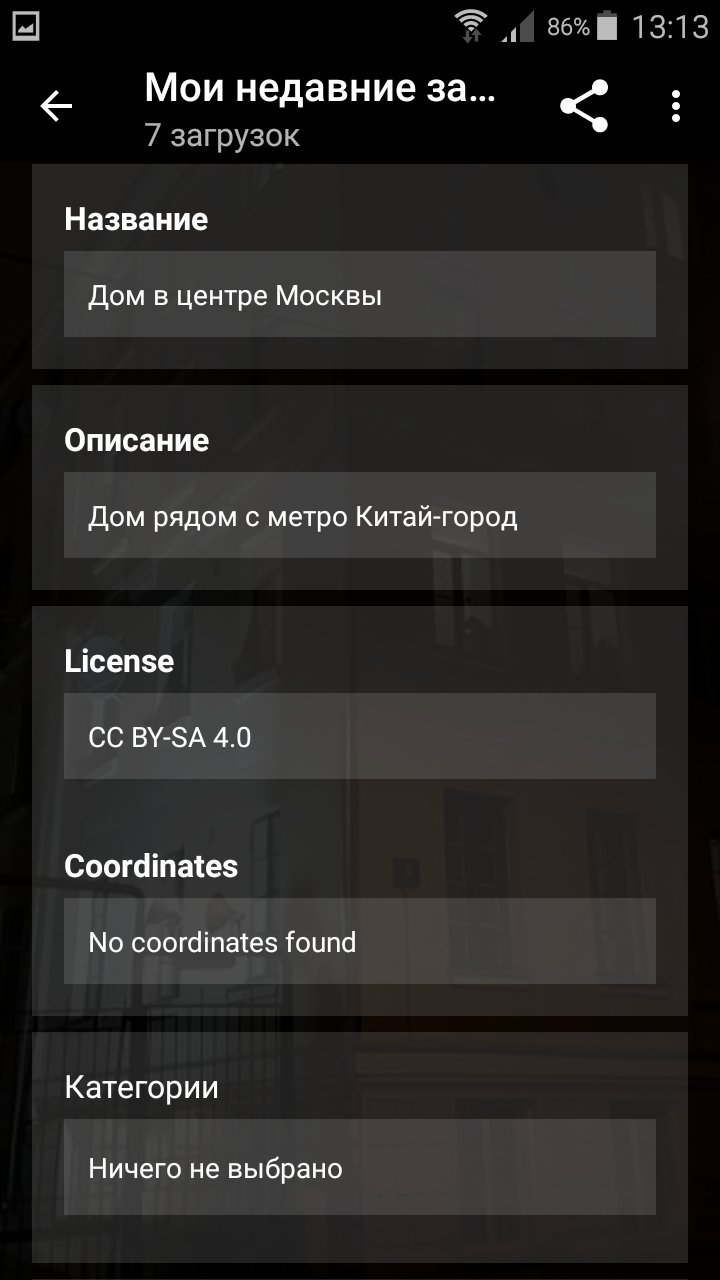 86% 13:13
Мои недавние за...
7 загрузок
Название
Дом в центре Москвы
Описание
Дом рядом с метро Китай-город
License
CC BY-SA 4.0
Coordinates
No coordinates found
Категории
Ничего не выбрано